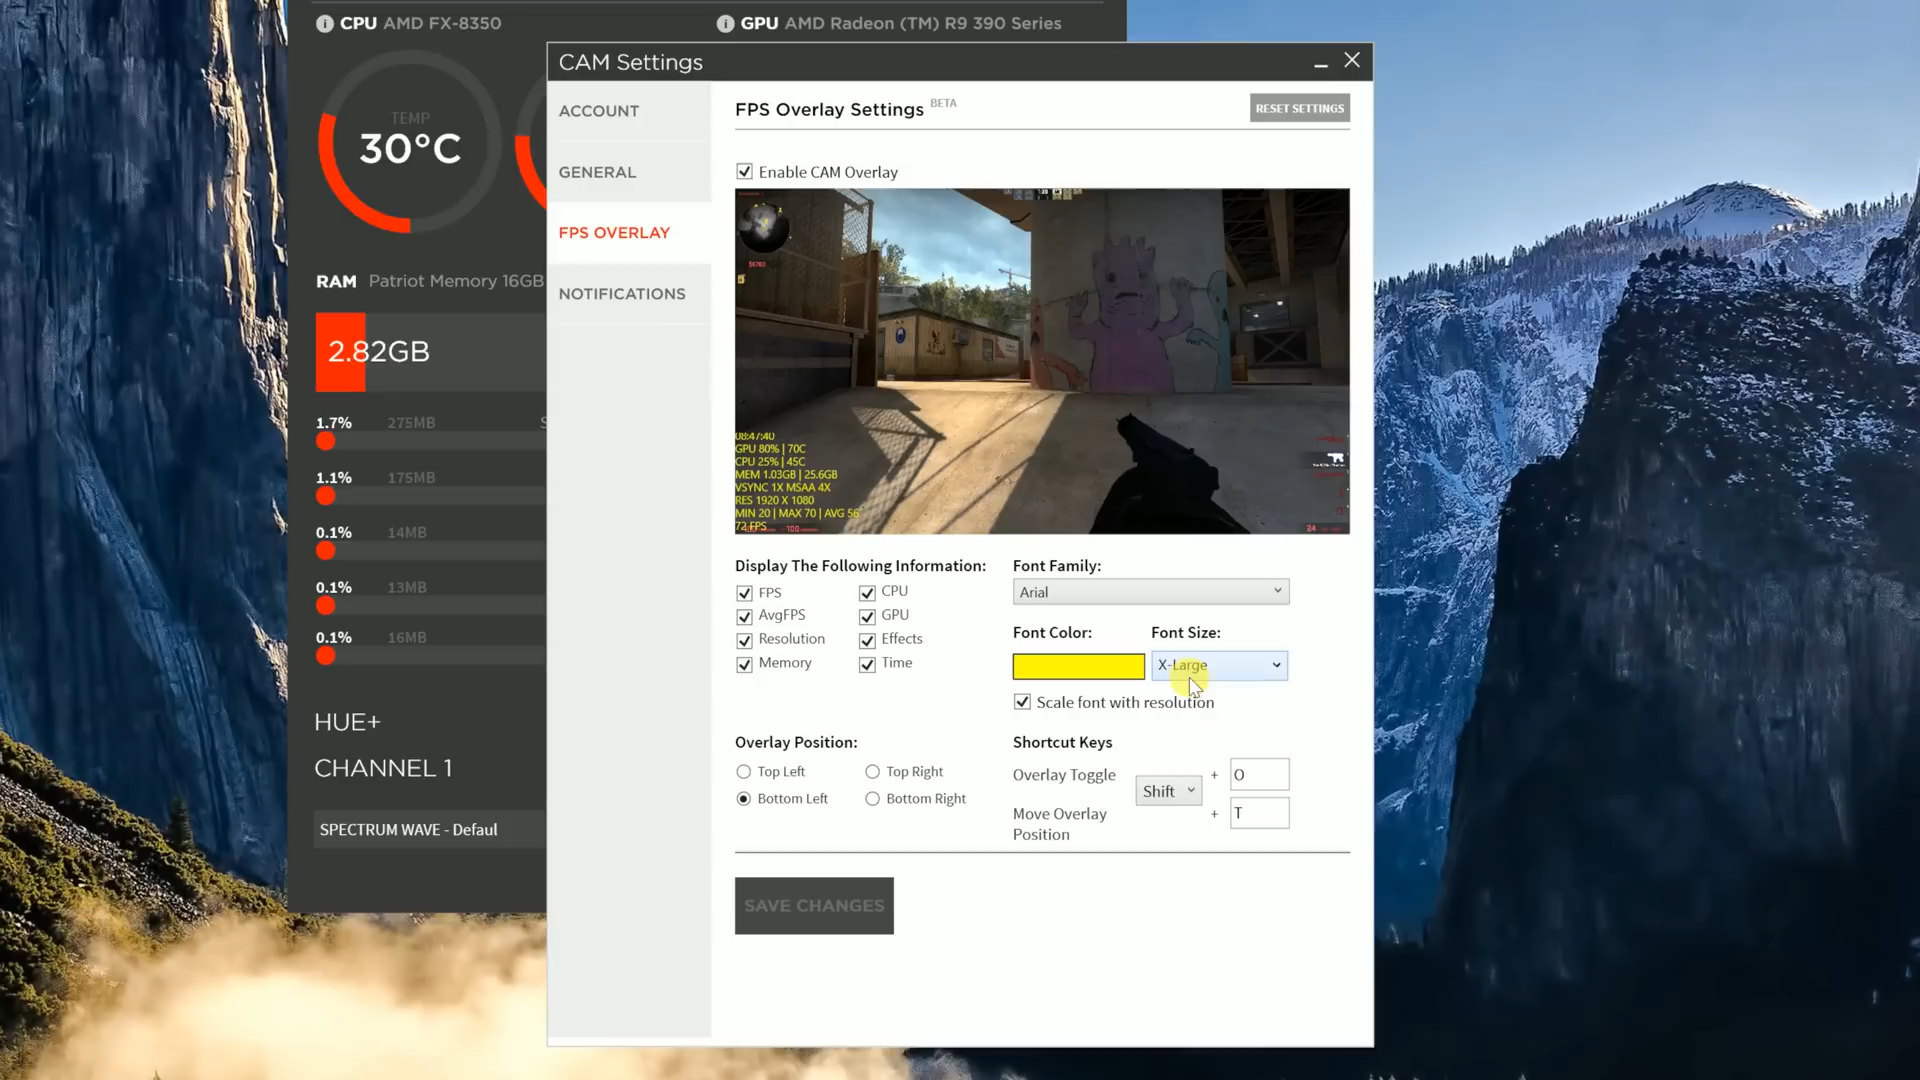 CPU AMD FX-8350
GPU AMD Radeon (TM) R9 390 Series
CAM Settings
TEMP
30°C
RAM Patriot Memory 16GB
2.82GB
1.7% 275MB S
1.1% 175MB
0.1% 14MB
0.1% 13MB
0.1% 16MB
HUE+
CHANNEL 1
SPECTRUM WAVE - Defaul
ACCOUNT
GENERAL
FPS OVERLAY
NOTIFICATIONS
FPS Overlay Settings BETA
RESET SETTINGS
Enable CAM Overlay
08:47:40
GPU 80% | 70C
CPU 25% | 45C
MEM 1.03GB | 25.6GB
VSYNC 1X MSAA 4X
RES 1920 X 1080
MIN 20 | MAX 70 | AVG 56
72 FPS
100
24
Display The Following Information:
FPS CPU
AvgFPS GPU
Resolution Effects
Memory Time
Font Family:
Arial
Font Color: Font Size:
X-Large
Scale font with resolution
Overlay Position:
Top Left Top Right
Bottom Left Bottom Right
Shortcut Keys
Overlay Toggle Shift + O
Move Overlay + T
Position
SAVE CHANGES